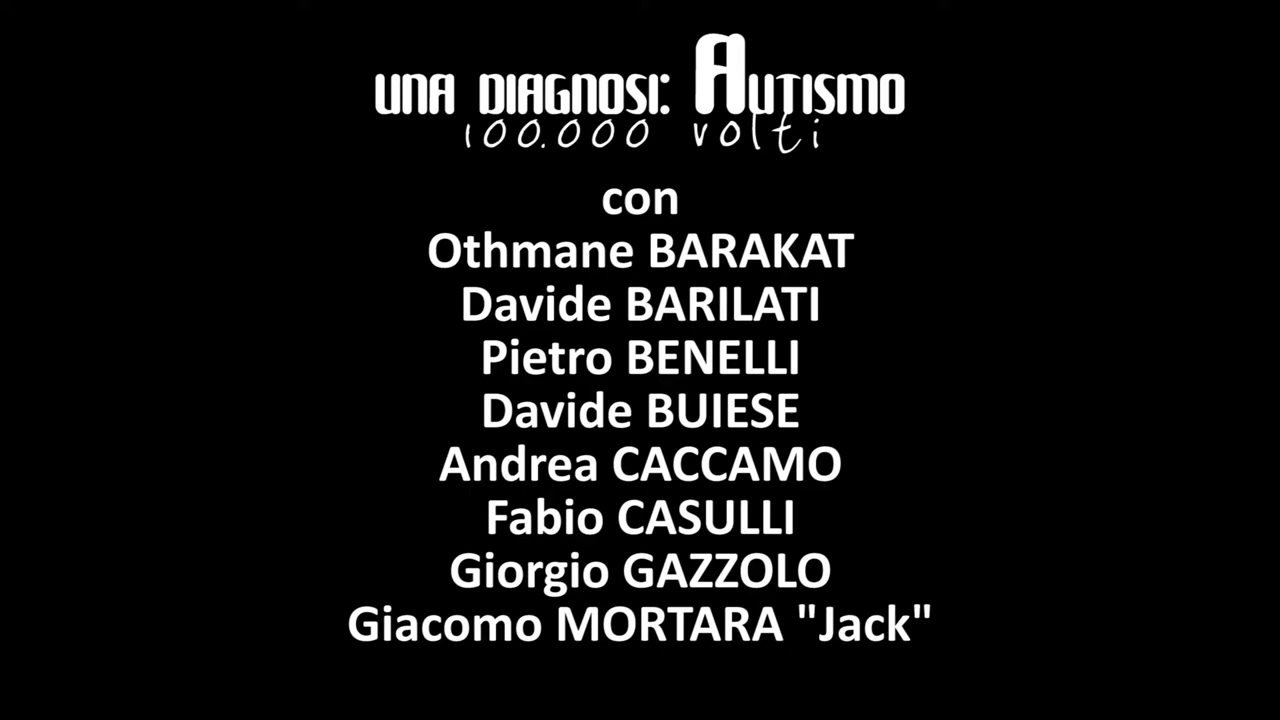 UNA DIAGNOSI: AUTISMO
100.000 volti
con
Othmane BARAKAT
Davide BARILATI
Pietro BENELLI
Davide BUIESE
Andrea CACCAMO
Fabio CASULLI
Giorgio GAZZOLO
Giacomo MORTARA "Jack"